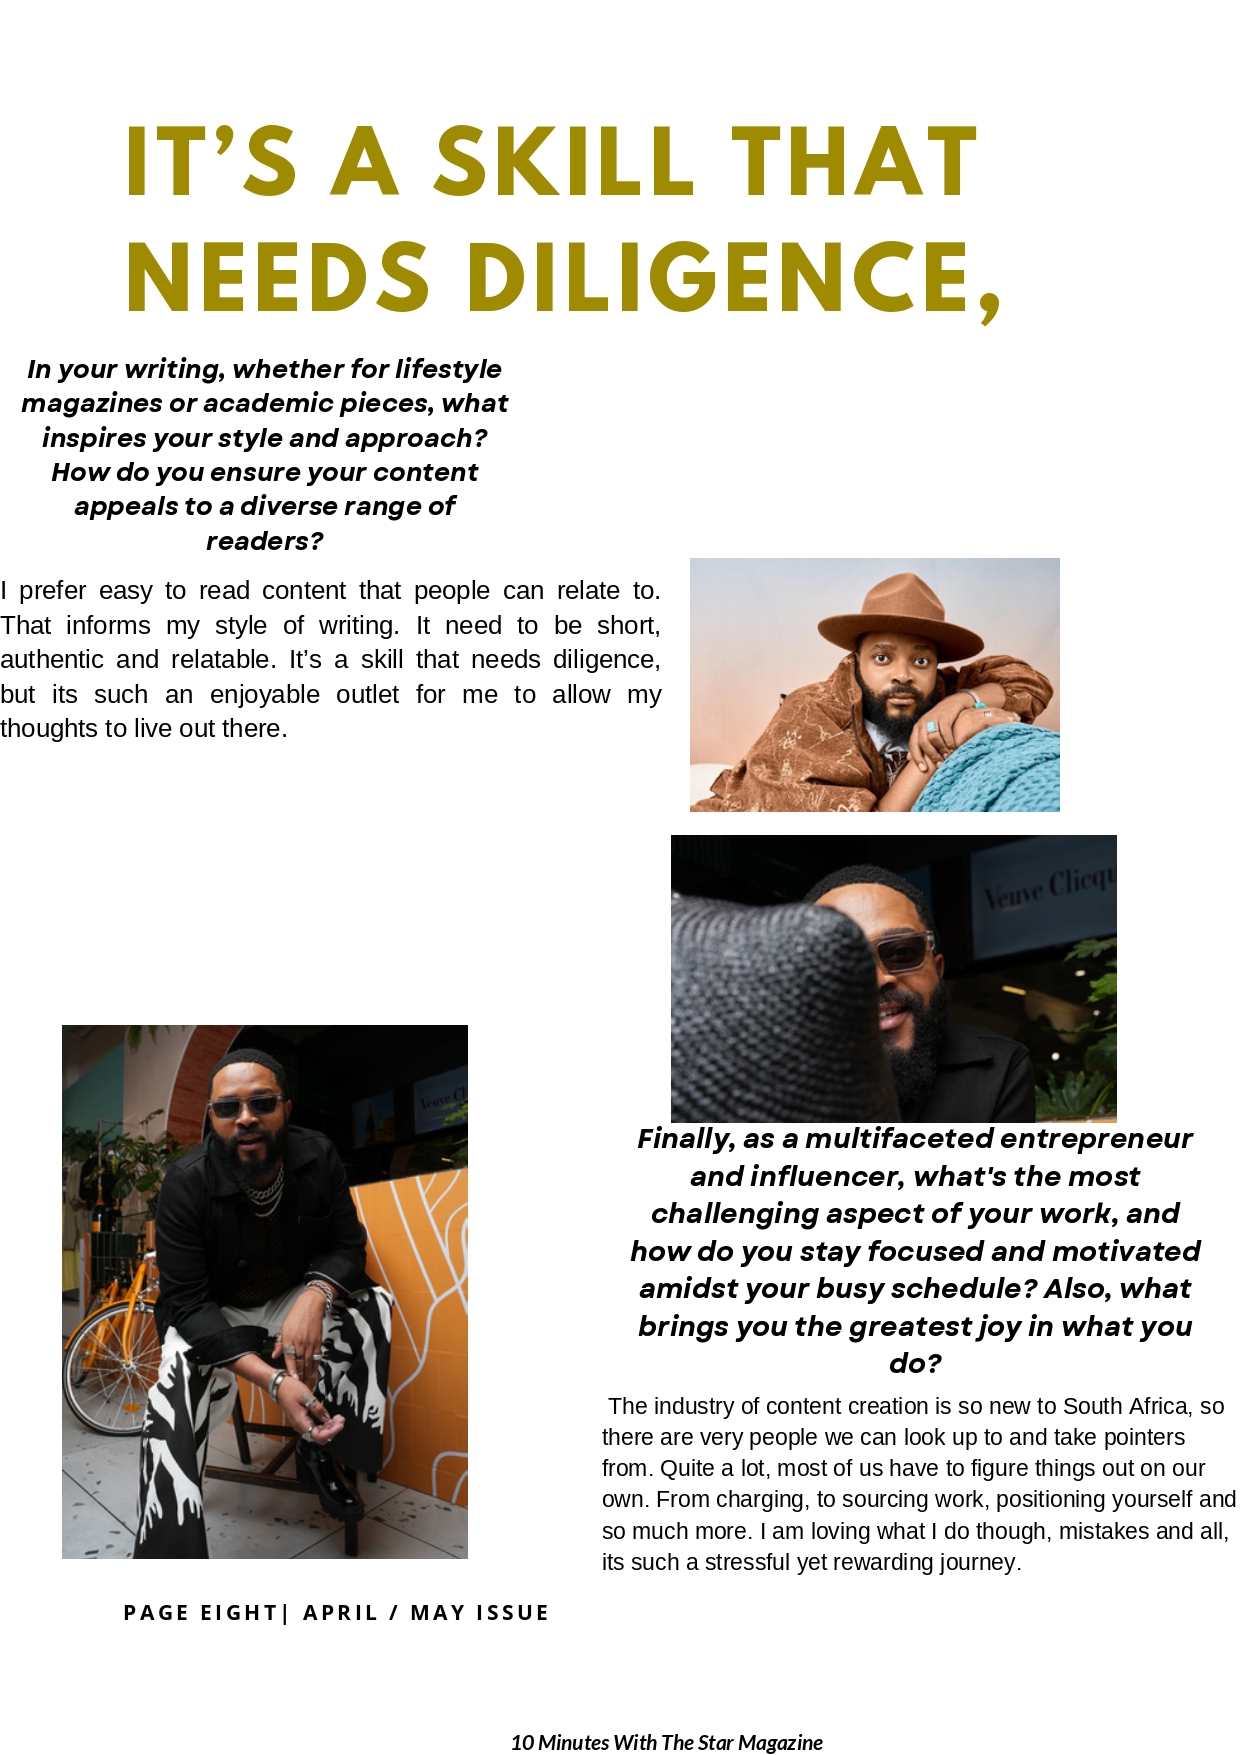 IT’S A SKILL THAT
NEEDS DILIGENCE,
In your writing, whether for lifestyle
magazines or academic pieces, what
inspires your style and approach?
How do you ensure your content
appeals to a diverse range of
readers?
I prefer easy to read content that people can relate to.
That informs my style of writing. It need to be short,
authentic and relatable. It’s a skill that needs diligence,
but its such an enjoyable outlet for me to allow my
thoughts to live out there.
Veuve Clicqu
Veuve Cl
Finally, as a multifaceted entrepreneur
and influencer, what's the most
challenging aspect of your work, and
how do you stay focused and motivated
amidst your busy schedule? Also, what
brings you the greatest joy in what you
do?
The industry of content creation is so new to South Africa, so
there are very people we can look up to and take pointers
from. Quite a lot, most of us have to figure things out on our
own. From charging, to sourcing work, positioning yourself and
so much more. I am loving what I do though, mistakes and all,
its such a stressful yet rewarding journey.
PAGE EIGHT| APRIL / MAY ISSUE
10 Minutes With The Star Magazine